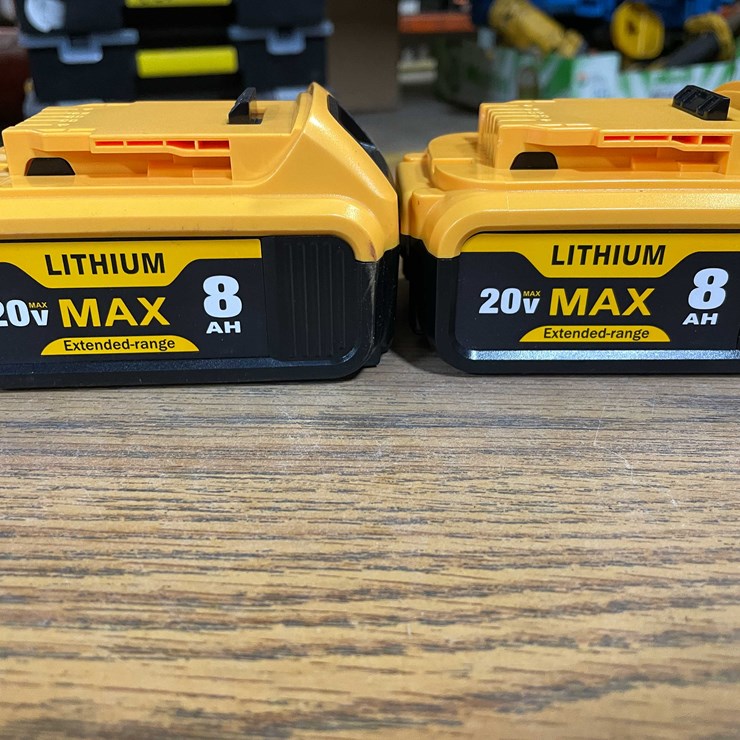 LITHIUM
20V MAX MAX
8
AH
Extended-range
LITHIUM
20V MAX MAX
8
AH
Extended-range